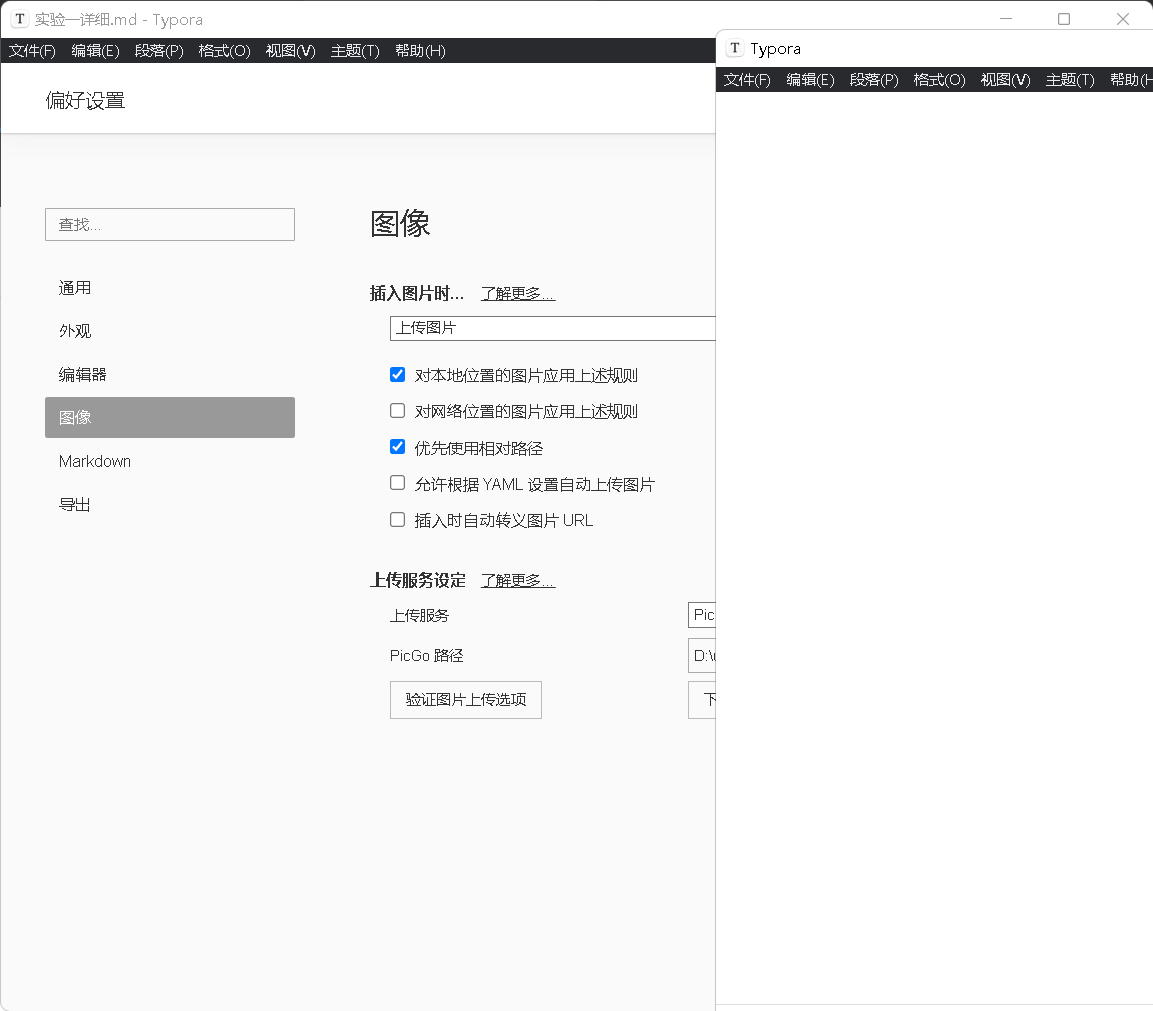 T 实验一详细.md - Typora
文件(F) 编辑(E) 段落(P) 格式(O) 视图(V) 主题(T) 帮助(H)
偏好设置
查找...
通用
外观
编辑器
图像
Markdown
导出
图像
插入图片时... 了解更多...
上传图片
对本地位置的图片应用上述规则
对网络位置的图片应用上述规则
优先使用相对路径
允许根据 YAML 设置自动上传图片
插入时自动转义图片 URL
上传服务设定 了解更多...
上传服务 Pic
PicGo 路径 D:\
验证图片上传选项 下
T Typora
文件(F) 编辑(E) 段落(P) 格式(O) 视图(V) 主题(T) 帮助(H